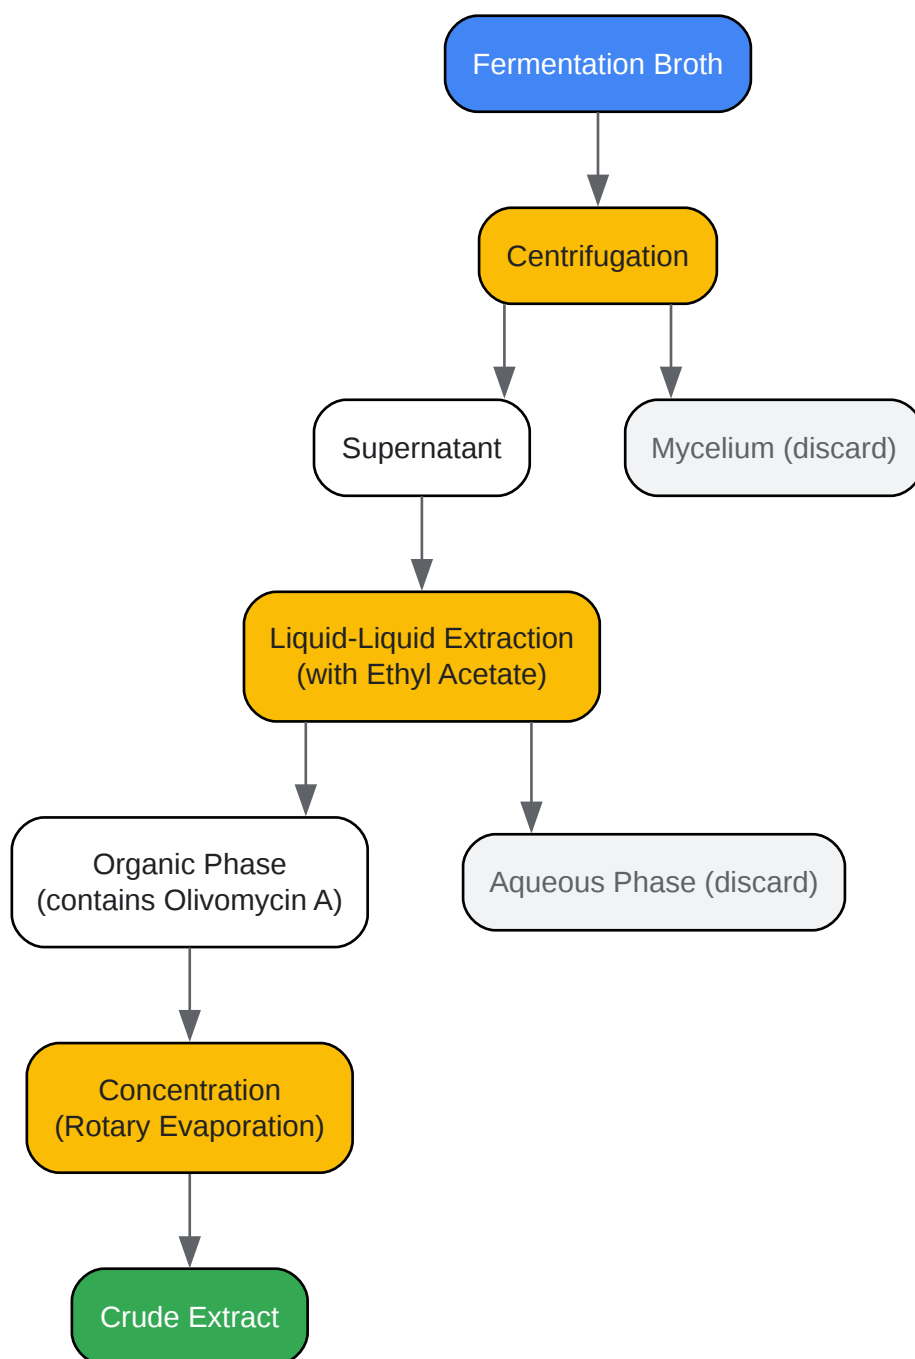 Fermentation Broth
Centrifugation
Supernatant
Mycelium (discard)
Liquid-Liquid Extraction
(with Ethyl Acetate)
Organic Phase
(contains Olivomycin A)
Aqueous Phase (discard)
Concentration
(Rotary Evaporation)
Crude Extract